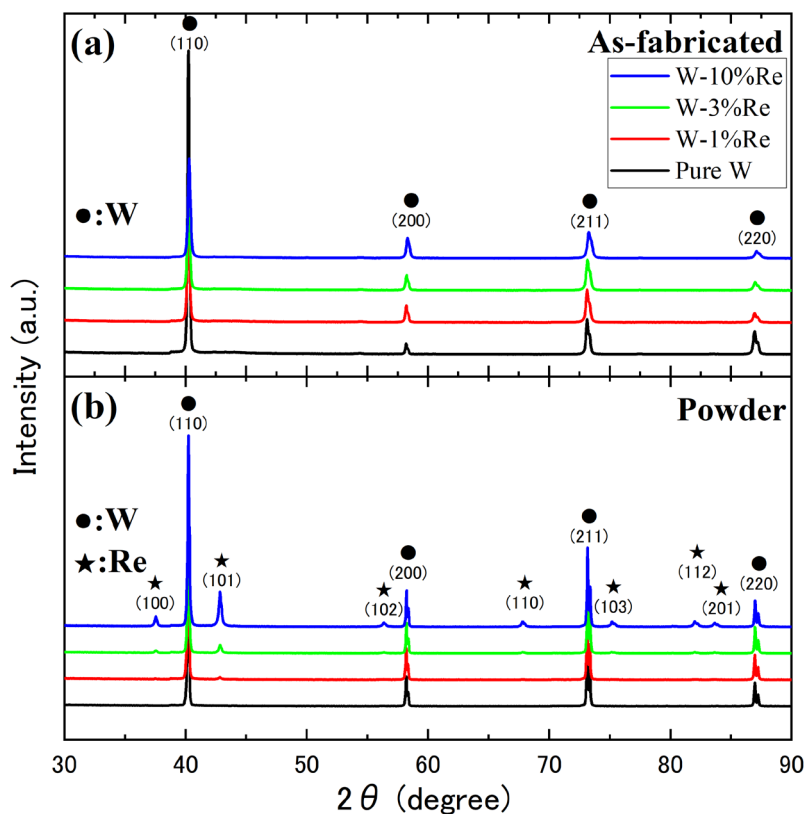 (a)
As-fabricated
W-10%Re
W-3%Re
W-1%Re
Pure W
●:W
(110)
(200)
(211)
(220)
(b)
Powder
●:W
★:Re
(100)
(110)
(101)
(102)
(200)
(110)
(211)
(103)
(112)
(201)
(220)
30 40 50 60 70 80 90
2θ (degree)
Intensity (a.u.)